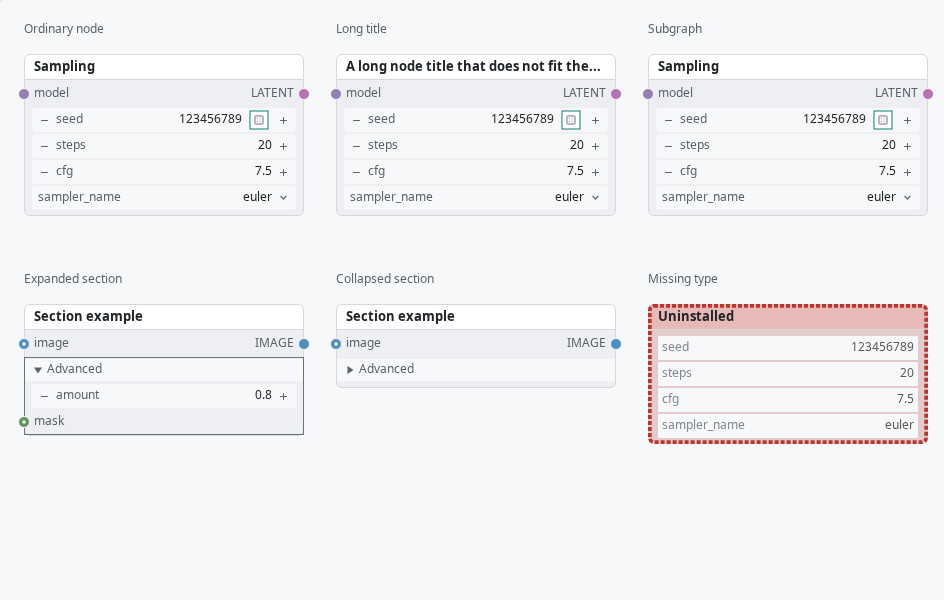 Ordinary node
Long title
Subgraph
Sampling
A long node title that does not fit the...
Sampling
model LATENT
model LATENT
model LATENT
– seed 123456789 +
– seed 123456789 +
– seed 123456789 +
– steps 20 +
– steps 20 +
– steps 20 +
– cfg 7.5 +
– cfg 7.5 +
– cfg 7.5 +
sampler_name euler
sampler_name euler
sampler_name euler
Expanded section
Collapsed section
Missing type
Section example
Section example
Uninstalled
image IMAGE
image IMAGE
seed 123456789
Advanced
Advanced
steps 20
– amount 0.8 +
cfg 7.5
mask
sampler_name euler